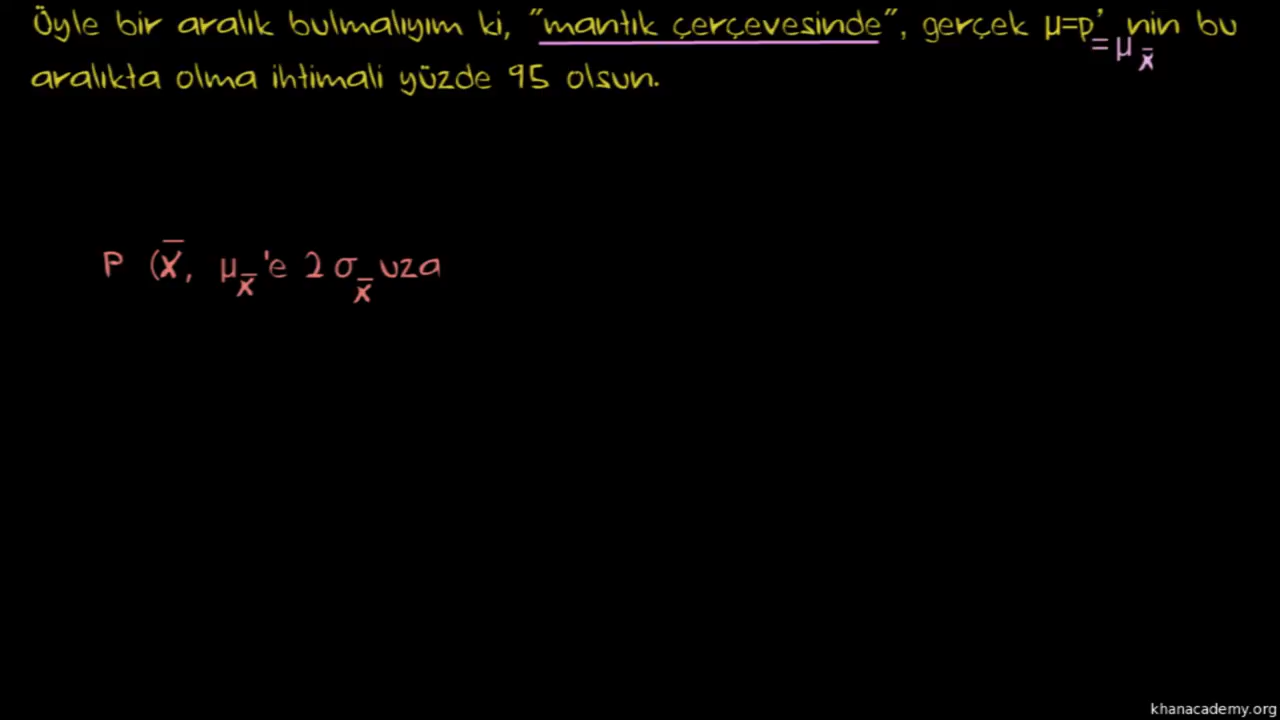 Öyle bir aralık bulmalıyım ki, "mantık çerçevesinde", gerçek μ=p' nin bu
= μ x̄
aralıkta olma ihtimali yüzde 95 olsun.
P (x̄, μx̄'e 2 σx̄ uza
khanacademy.org